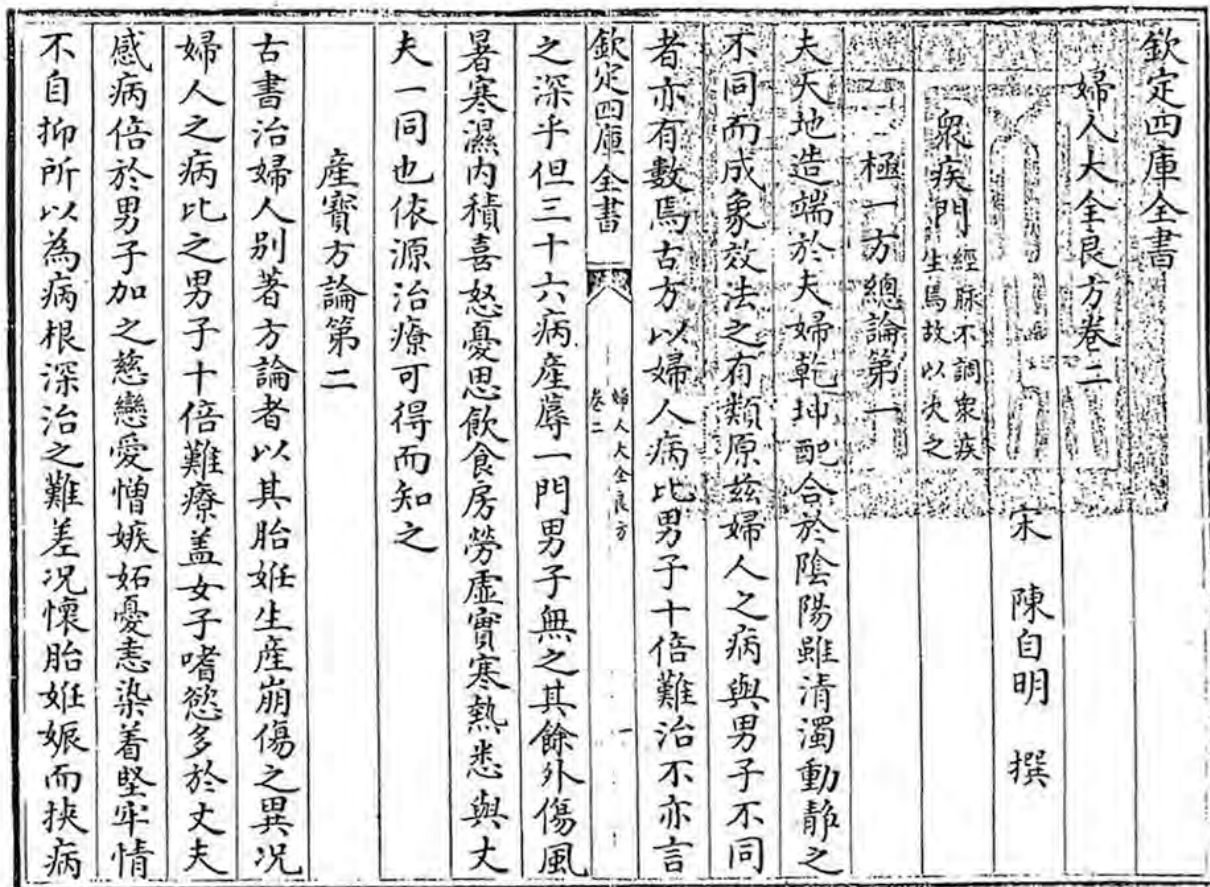 欽定四庫全書
婦人大全良方卷二
宋 陳自明 撰
衆疾門 經脉不調衆疾
生焉故以次之
極一方總論第一
夫天地造端於夫婦乾坤配合於陰陽雖清濁動静之
不同而成象效法之有類原兹婦人之病與男子不同
者亦有數焉古方以婦人病比男子十倍難治不亦言
欽定四庫全書
婦人大全良方
卷二
一
之深乎但三十六病産蓐一門男子無之其餘外傷風
暑寒濕内積喜怒憂思飲食房勞虛實寒熱悉與丈
夫一同也依源治療可得而知之
産寳方論第二
古書治婦人别著方論者以其胎姙生産崩傷之異况
婦人之病比之男子十倍難療盖女子嗜慾多於丈夫
感病倍於男子加之慈戀愛憎嫉妬憂恚染着堅牢情
不自抑所以為病根深治之難差况懷胎姙娠而挾病